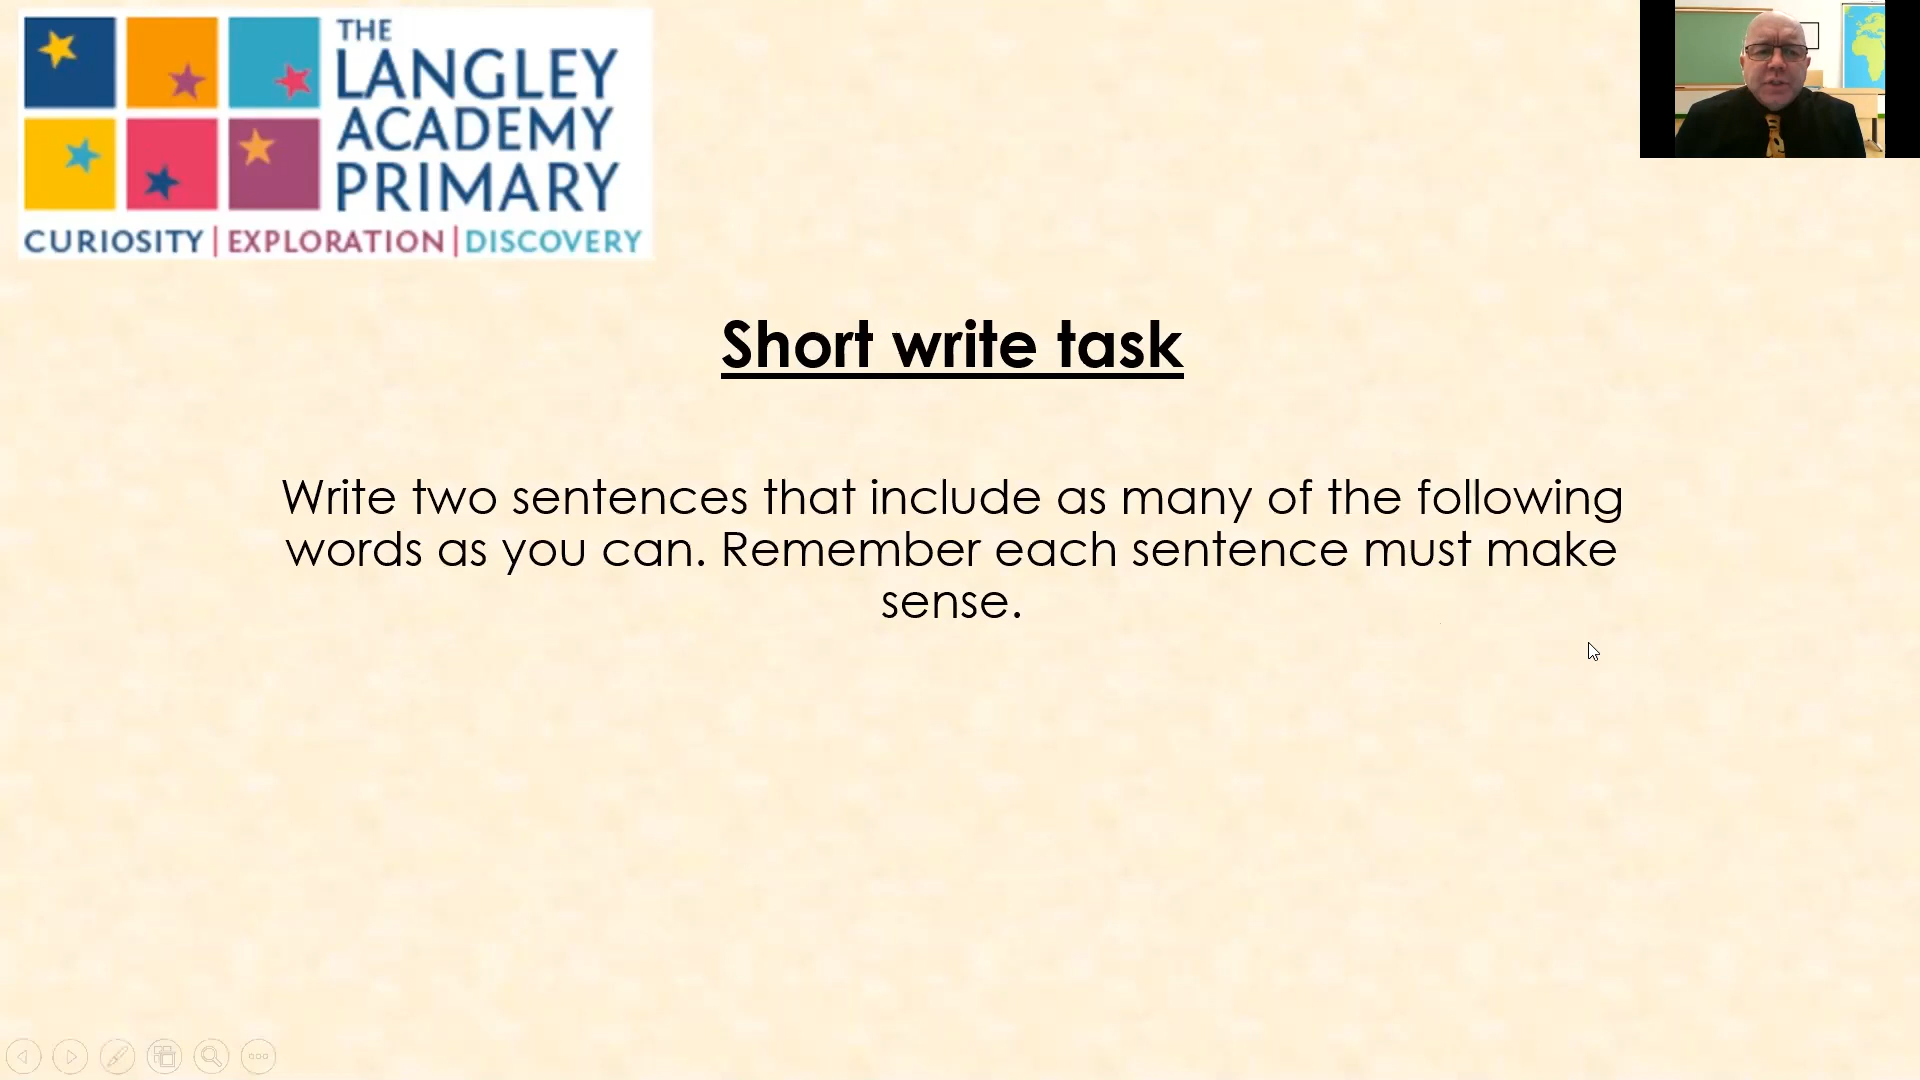 THE
LANGLEY
ACADEMY
PRIMARY
CURIOSITY | EXPLORATION | DISCOVERY
Short write task
Write two sentences that include as many of the following
words as you can. Remember each sentence must make
sense.